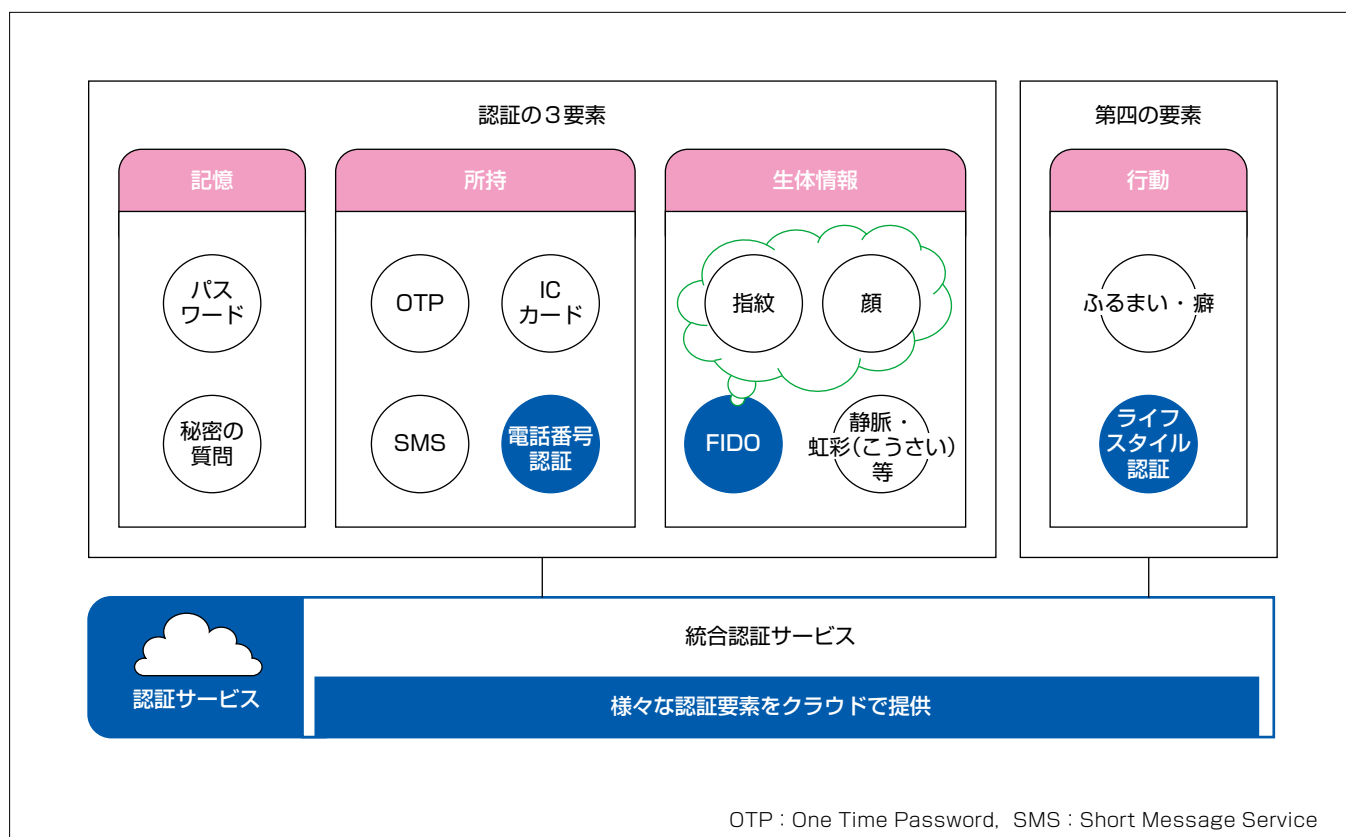 認証の3要素
第四の要素
記憶
所持
生体情報
行動
パス
ワード
OTP
IC
カード
指紋
顔
ふるまい・癖
秘密の
質問
SMS
電話番号
認証
FIDO
静脈・
虹彩(こうさい)
等
ライフ
スタイル
認証
認証サービス
統合認証サービス
様々な認証要素をクラウドで提供
OTP：One Time Password, SMS：Short Message Service